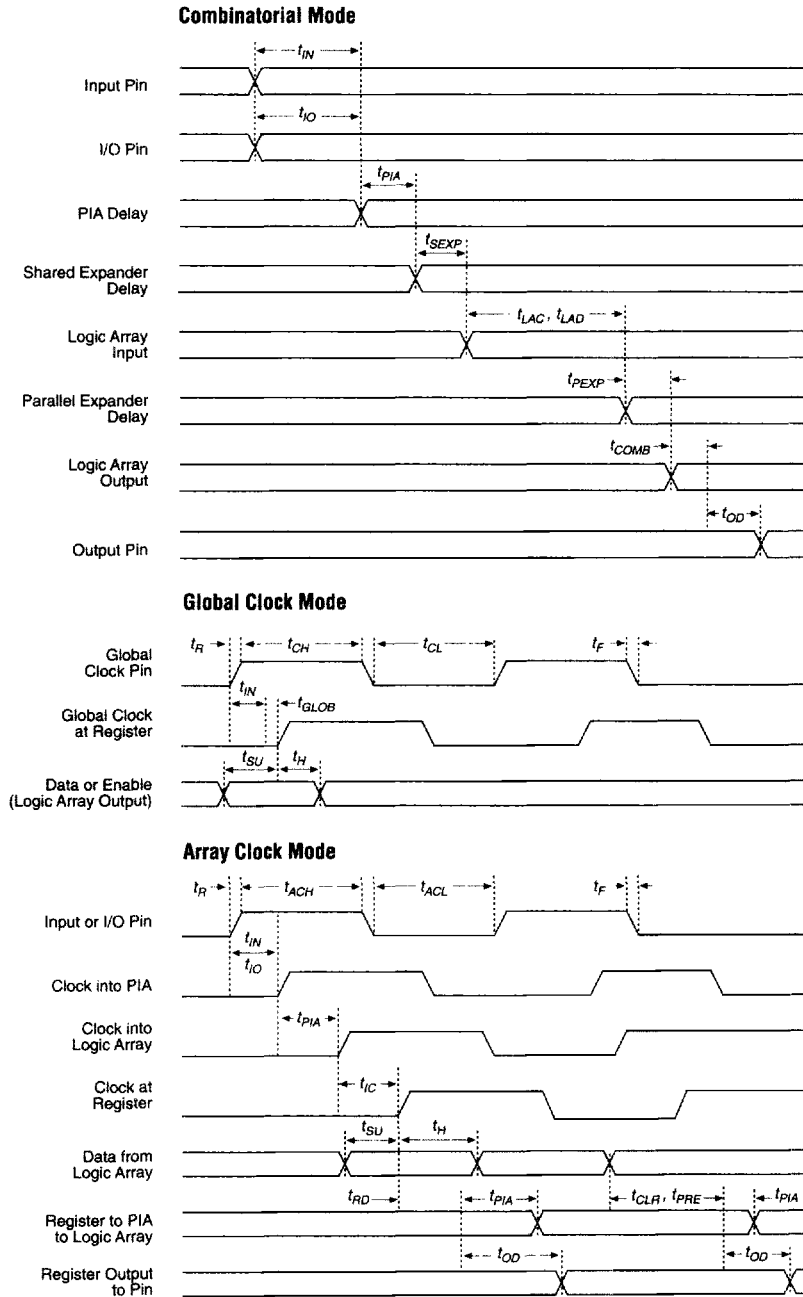 Combinatorial Mode
t_IN
Input Pin
t_IO
I/O Pin
t_PIA
PIA Delay
t_SEXP
Shared Expander
Delay
t_LAC, t_LAD
Logic Array
Input
t_PEXP
Parallel Expander
Delay
t_COMB
Logic Array
Output
t_OD
Output Pin
Global Clock Mode
t_R t_CH t_CL t_F
Global
Clock Pin
t_IN t_GLOB
Global Clock
at Register
t_SU t_H
Data or Enable
(Logic Array Output)
Array Clock Mode
t_R t_ACH t_ACL t_F
Input or I/O Pin
t_IN
t_IO
Clock into PIA
t_PIA
Clock into
Logic Array
t_IC
Clock at
Register
t_SU t_H
Data from
Logic Array
t_RD t_PIA t_CLR, t_PRE t_PIA
Register to PIA
to Logic Array
t_OD t_OD
Register Output
to Pin